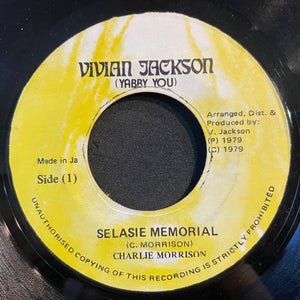 VIVIAN JACKSON
(YABBY YOU)
Arranged, Dist. &
Produced by:
V. Jackson
(P) 1979
(C) 1979
Made in Ja
Side (1)
SELASIE MEMORIAL
(C. MORRISON)
CHARLIE MORRISON
UNAUTHORISED COPYING OF THIS RECORDING IS STRICTLY PROHIBITED